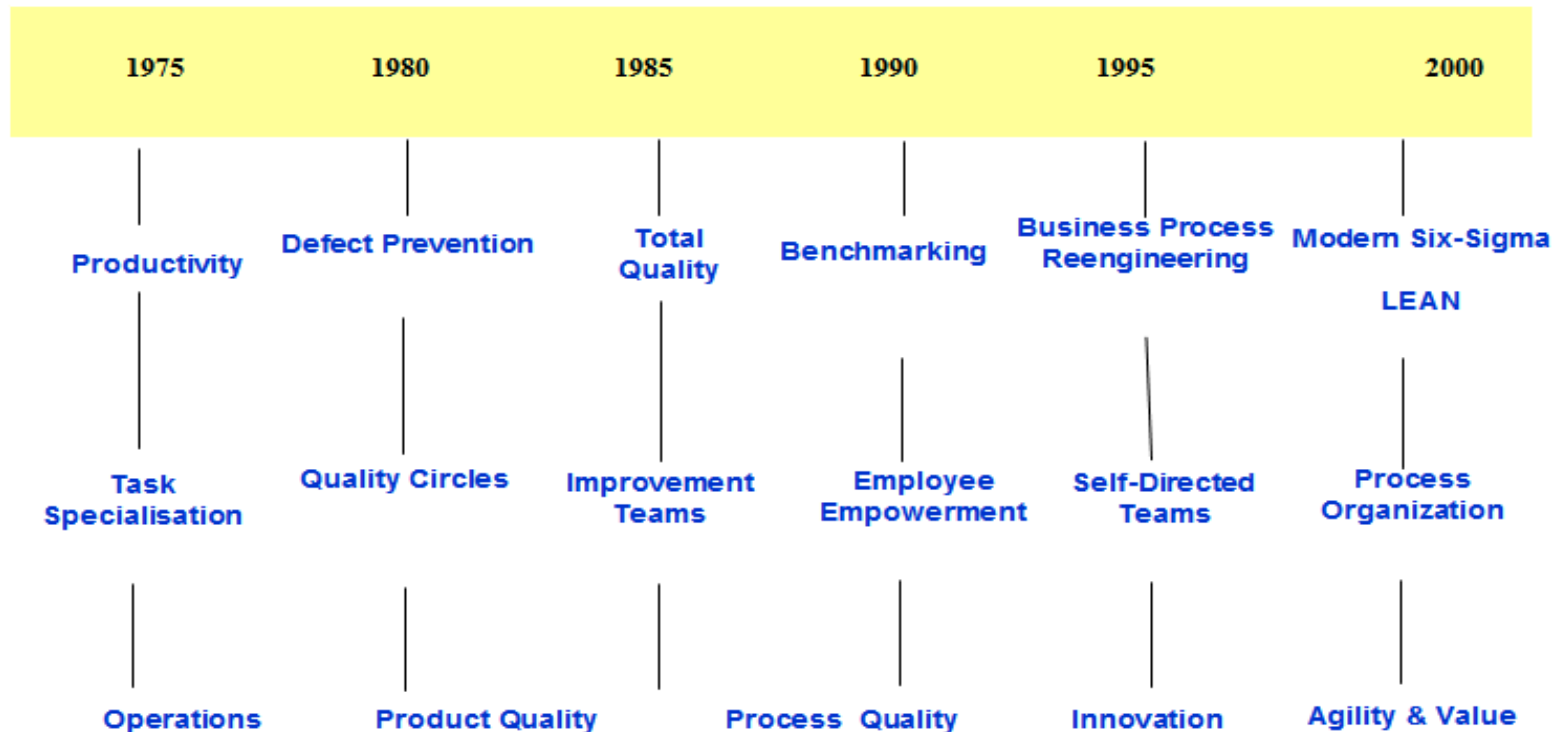 1975 1980 1985 1990 1995 2000
Productivity
Defect Prevention
Total
Quality
Benchmarking
Business Process
Reengineering
Modern Six-Sigma
LEAN
Task
Specialisation
Quality Circles
Improvement
Teams
Employee
Empowerment
Self-Directed
Teams
Process
Organization
Operations
Product Quality
Process Quality
Innovation
Agility & Value